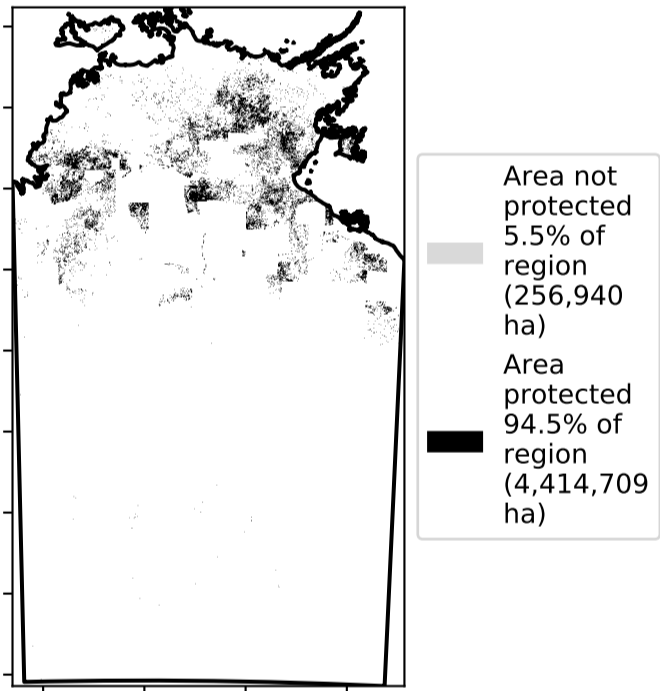 Area not
protected
5.5% of
region
(256,940
ha)
Area
protected
94.5% of
region
(4,414,709
ha)